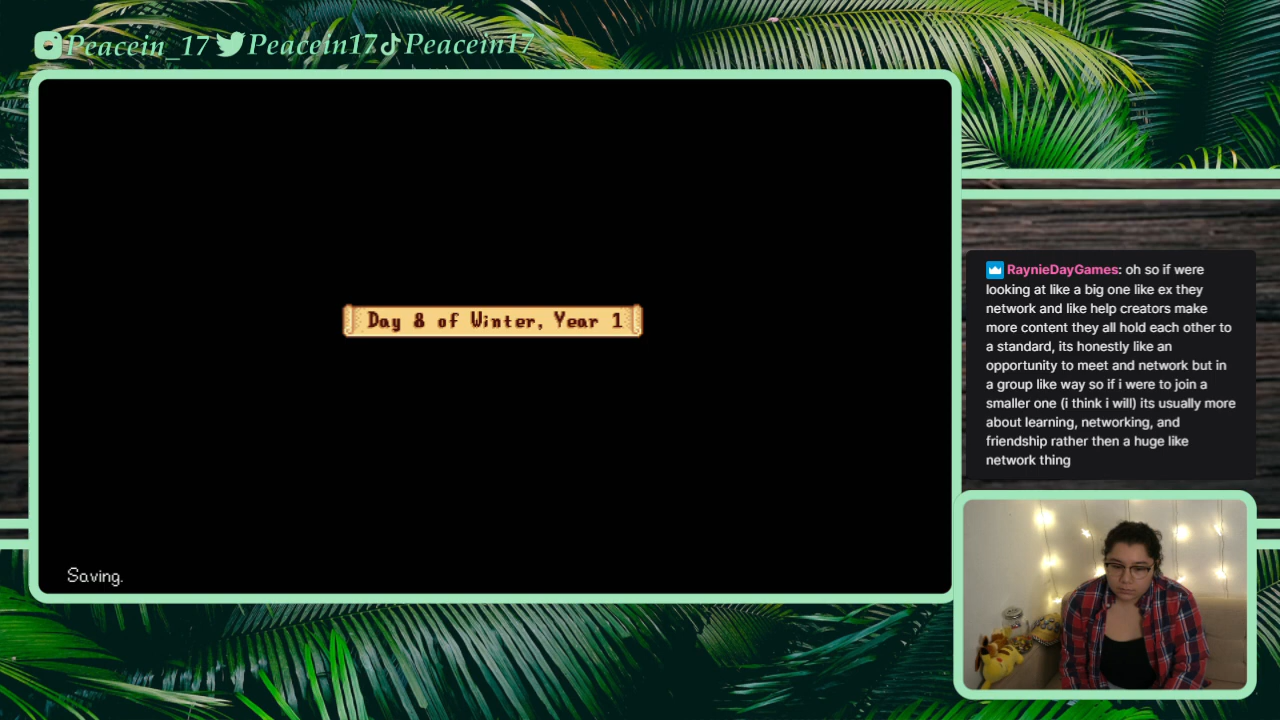 Peacein_17 Peacein17 Peacein17
Day 8 of Winter, Year 1
Saving.
RaynieDayGames: oh so if were
looking at like a big one like ex they
network and like help creators make
more content they all hold each other to
a standard, its honestly like an
opportunity to meet and network but in
a group like way so if i were to join a
smaller one (i think i will) its usually more
about learning, networking, and
friendship rather then a huge like
network thing